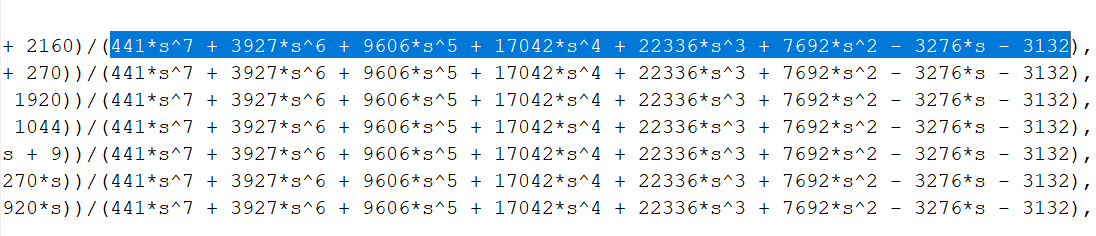 + 2160)/(441*s^7 + 3927*s^6 + 9606*s^5 + 17042*s^4 + 22336*s^3 + 7692*s^2 - 3276*s - 3132),
+ 270))/(441*s^7 + 3927*s^6 + 9606*s^5 + 17042*s^4 + 22336*s^3 + 7692*s^2 - 3276*s - 3132),
1920))/(441*s^7 + 3927*s^6 + 9606*s^5 + 17042*s^4 + 22336*s^3 + 7692*s^2 - 3276*s - 3132),
1044))/(441*s^7 + 3927*s^6 + 9606*s^5 + 17042*s^4 + 22336*s^3 + 7692*s^2 - 3276*s - 3132),
s + 9))/(441*s^7 + 3927*s^6 + 9606*s^5 + 17042*s^4 + 22336*s^3 + 7692*s^2 - 3276*s - 3132),
270*s))/(441*s^7 + 3927*s^6 + 9606*s^5 + 17042*s^4 + 22336*s^3 + 7692*s^2 - 3276*s - 3132),
920*s))/(441*s^7 + 3927*s^6 + 9606*s^5 + 17042*s^4 + 22336*s^3 + 7692*s^2 - 3276*s - 3132),